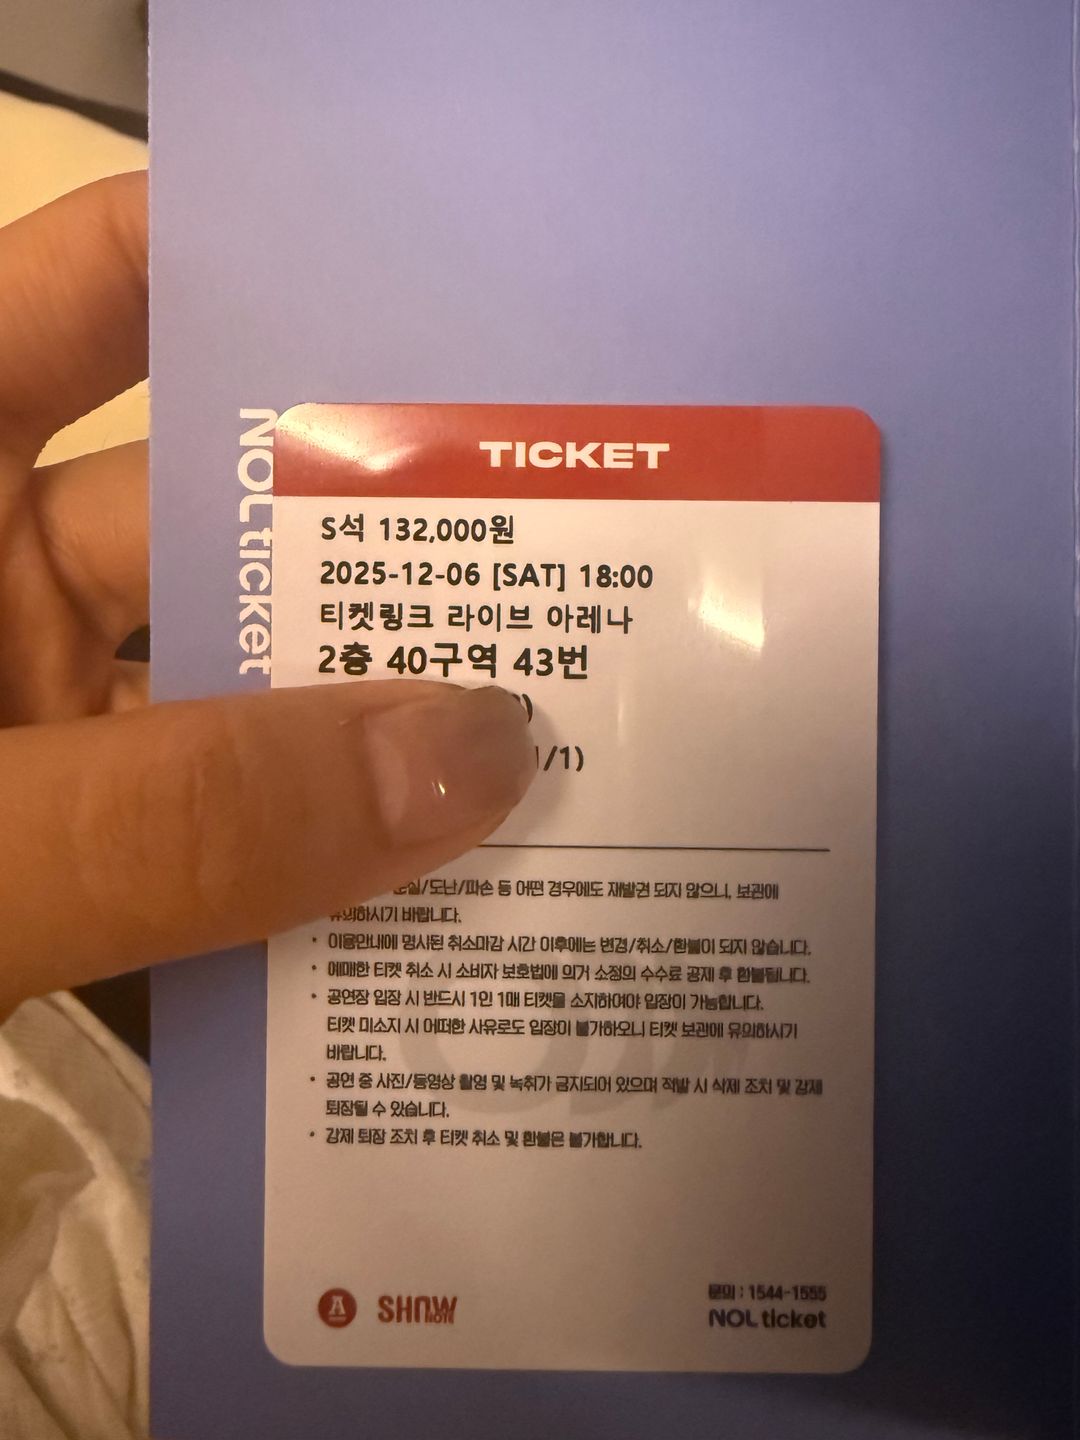 NOL ticket
TICKET
S석 132,000원
2025-12-06 [SAT] 18:00
티켓링크 라이브 아레나
2층 40구역 43번
/1)
분실/도난/파손 등 어떤 경우에도 재발권 되지 않으니, 보관에
유의하시기 바랍니다.
• 이용안내에 명시된 취소마감 시간 이후에는 변경/취소/환불이 되지 않습니다.
• 예매한 티켓 취소 시 소비자 보호법에 의거 소정의 수수료 공제 후 환불됩니다.
• 공연장 입장 시 반드시 1인 1매 티켓을 소지하여야 입장이 가능합니다.
티켓 미소지 시 어떠한 사유로도 입장이 불가하오니 티켓 보관에 유의하시기
바랍니다.
• 공연 중 사진/동영상 촬영 및 녹취가 금지되어 있으며 적발 시 삭제 조치 및 강제
퇴장될 수 있습니다.
• 강제 퇴장 조치 후 티켓 취소 및 환불은 불가합니다.
A SHOW NOTE
문의 : 1544-1555
NOL ticket